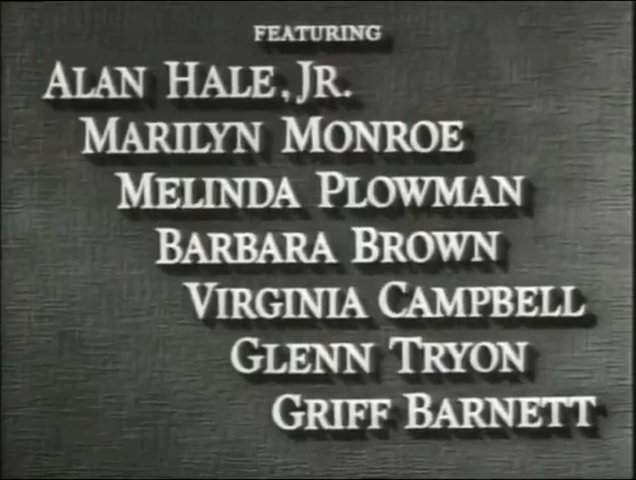 FEATURING
ALAN HALE, JR.
MARILYN MONROE
MELINDA PLOWMAN
BARBARA BROWN
VIRGINIA CAMPBELL
GLENN TRYON
GRIFF BARNETT